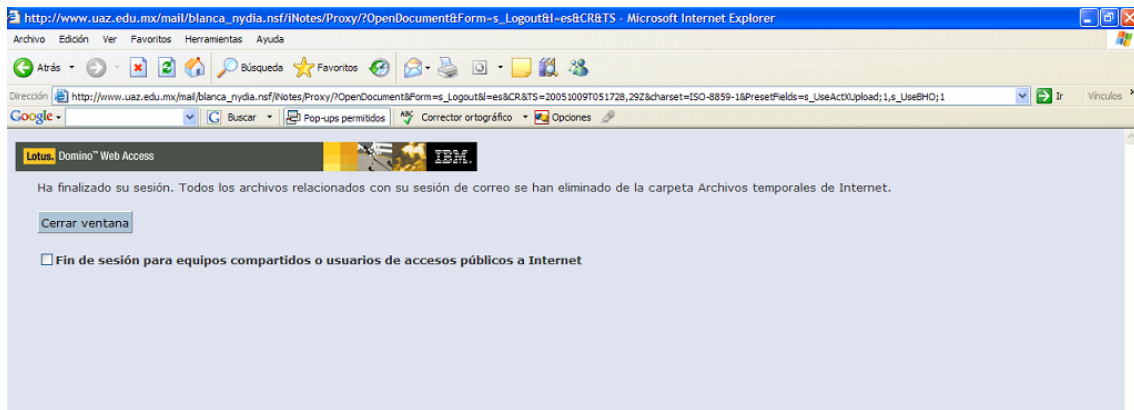 http://www.uaz.edu.mx/mail/blanca_nydia.nsf/iNotes/Proxy/?OpenDocument&Form=s_Logout&l=es&CR&TS - Microsoft Internet Explorer
Archivo Edición Ver Favoritos Herramientas Ayuda
Atrás Búsqueda Favoritos
Dirección http://www.uaz.edu.mx/mail/blanca_nydia.nsf/iNotes/Proxy/?OpenDocument&Form=s_Logout&l=es&CR&TS=20051009T051728,29Z&charset=ISO-8859-1&PresetFields=s_UseActXUpload;1,s_UseBHO;1 Ir Vínculos »
Google Buscar Pop-ups permitidos ABC Corrector ortográfico Opciones
Lotus. Domino™ Web Access IBM.
Ha finalizado su sesión. Todos los archivos relacionados con su sesión de correo se han eliminado de la carpeta Archivos temporales de Internet.
Cerrar ventana
Fin de sesión para equipos compartidos o usuarios de accesos públicos a Internet